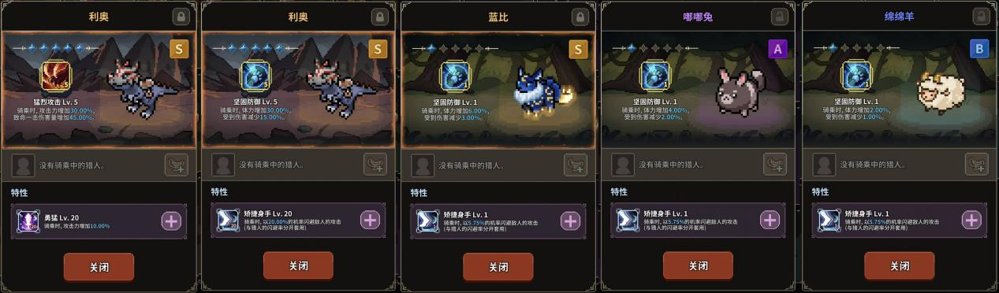 利奥
S
5
猛烈攻击 Lv. 5
骑乘时, 攻击力增加30.00%,
致命一击伤害量增加45.00%。
没有骑乘中的猎人。
特性
勇猛 Lv. 20
骑乘时, 攻击力增加10.00%
20
关闭
利奥
S
5
坚固防御 Lv. 5
骑乘时, 体力增加30.00%,
受到伤害减少15.00%。
没有骑乘中的猎人。
特性
矫捷身手 Lv. 20
骑乘时, 以20.00%的机率闪避敌人的攻击
(与猎人的闪避率分开套用)
20
关闭
蓝比
S
1
坚固防御 Lv. 1
骑乘时, 体力增加6.00%,
受到伤害减少3.00%。
没有骑乘中的猎人。
特性
矫捷身手 Lv. 1
骑乘时, 以5.75%的机率闪避敌人的攻击
(与猎人的闪避率分开套用)
关闭
嘟嘟兔
A
1
坚固防御 Lv. 1
骑乘时, 体力增加4.00%,
受到伤害减少2.00%。
没有骑乘中的猎人。
特性
矫捷身手 Lv. 1
骑乘时, 以5.75%的机率闪避敌人的攻击
(与猎人的闪避率分开套用)
关闭
绵绵羊
B
1
坚固防御 Lv. 1
骑乘时, 体力增加2.00%,
受到伤害减少1.00%。
没有骑乘中的猎人。
特性
矫捷身手 Lv. 1
骑乘时, 以5.75%的机率闪避敌人的攻击
(与猎人的闪避率分开套用)
关闭